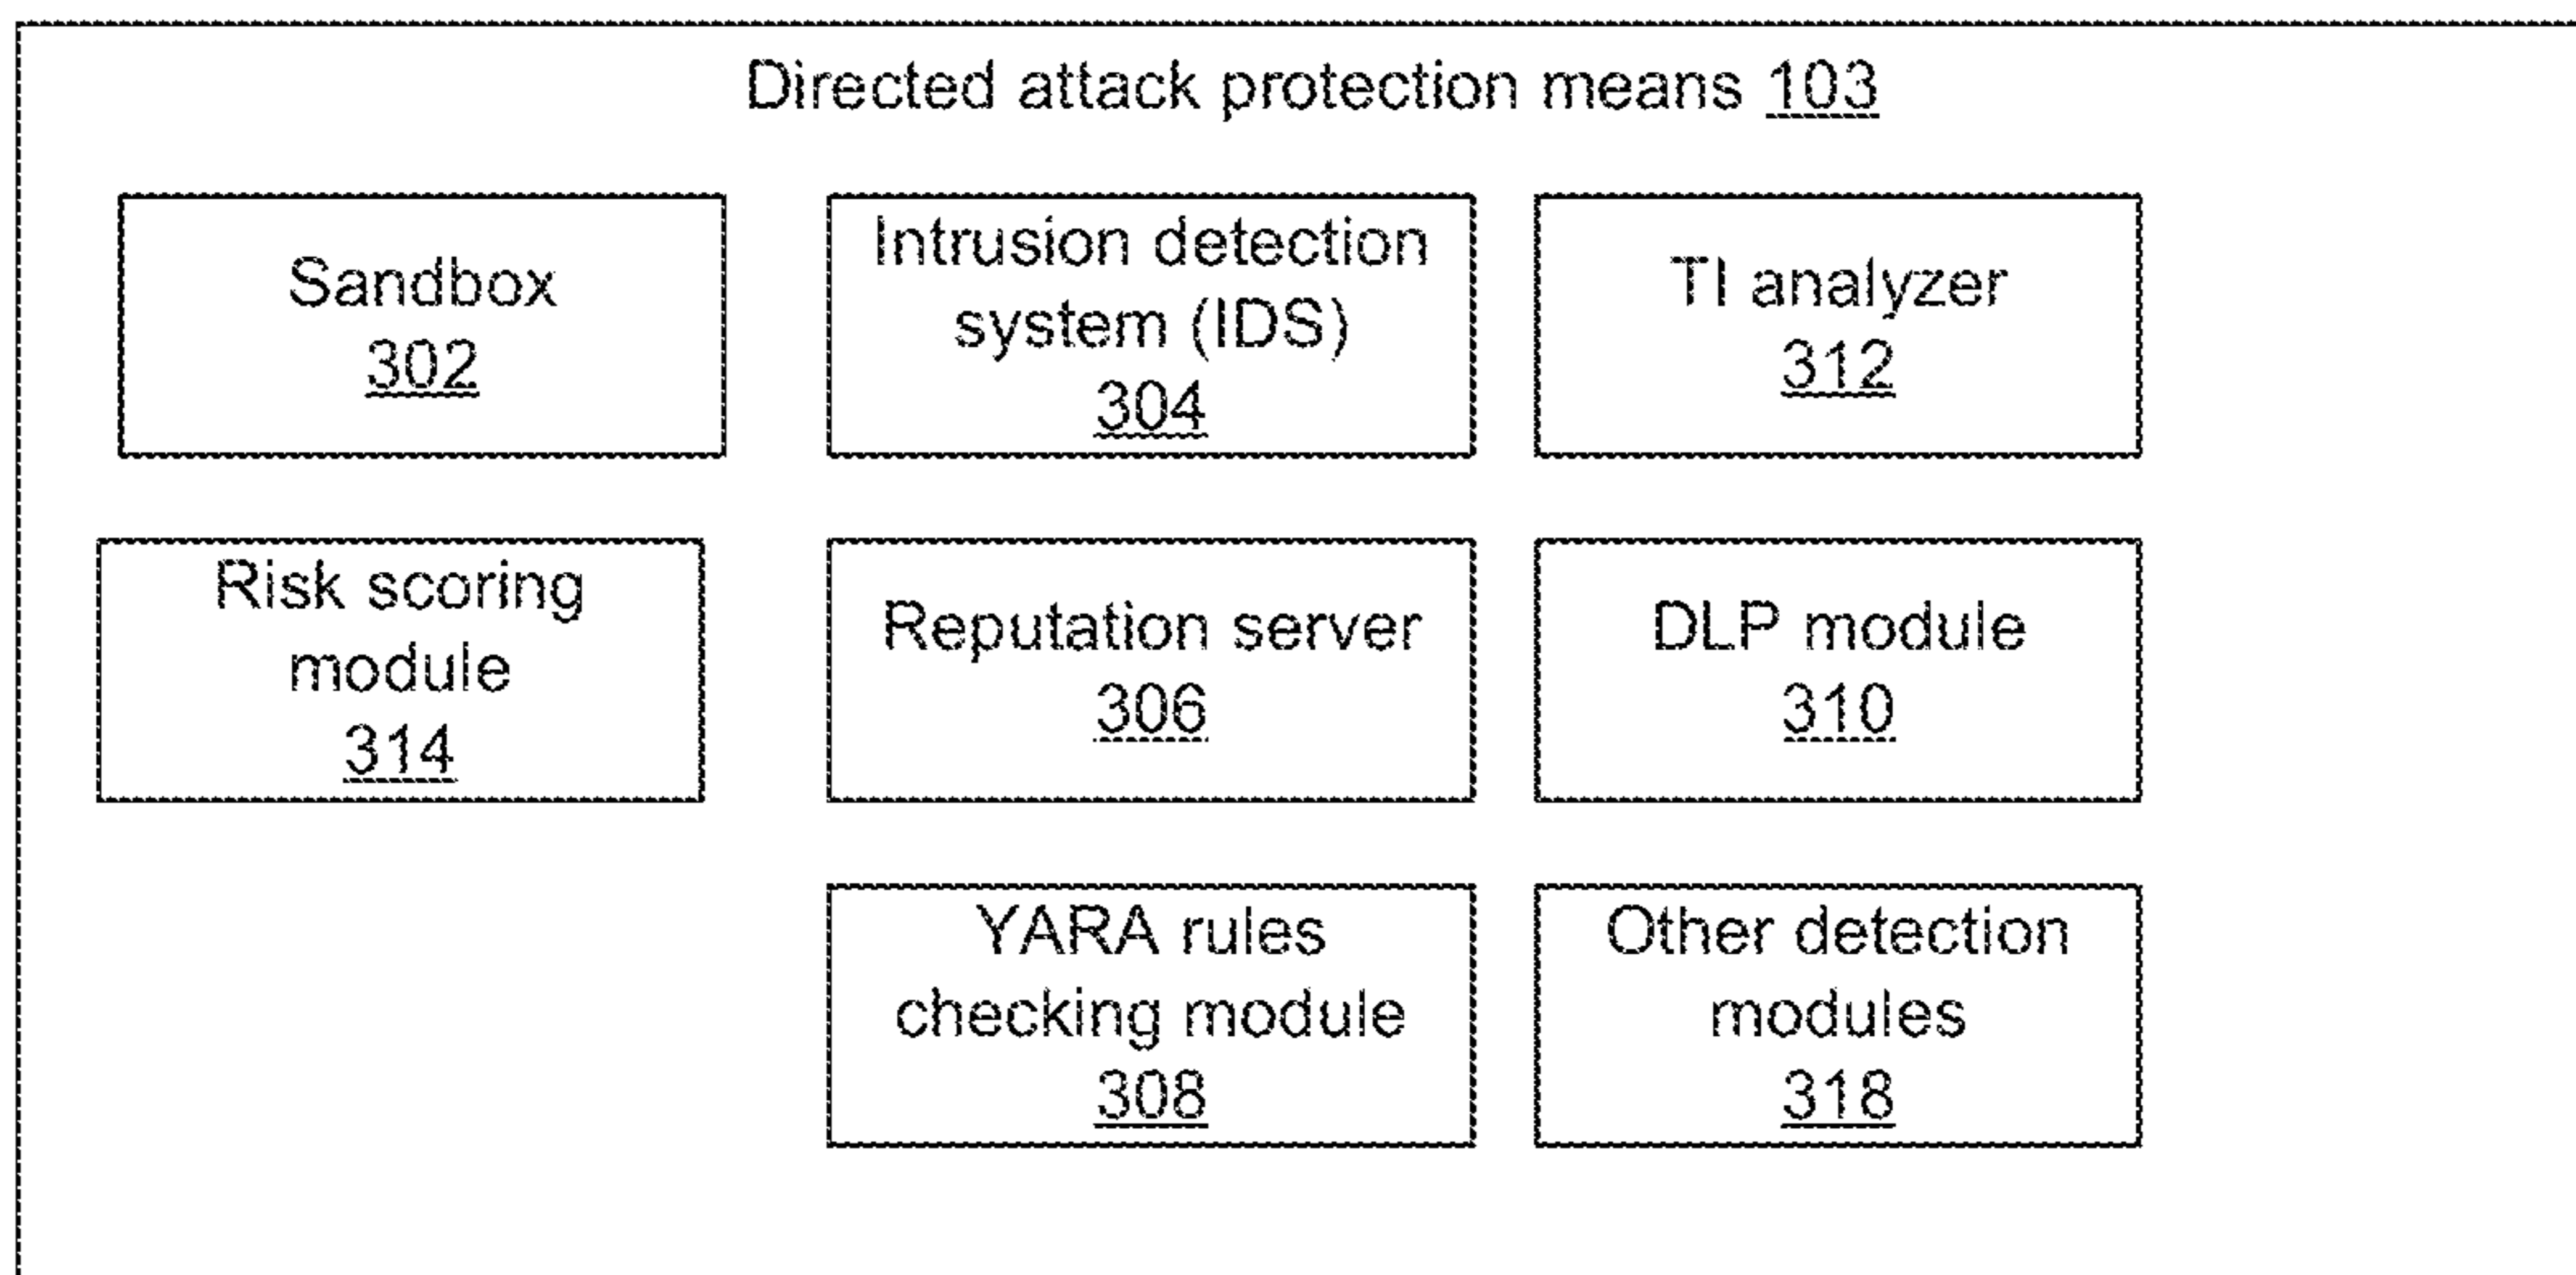 Directed attack protection means 103
Sandbox
302
Intrusion detection
system (IDS)
304
TI analyzer
312
Risk scoring
module
314
Reputation server
306
DLP module
310
YARA rules
checking module
308
Other detection
modules
318